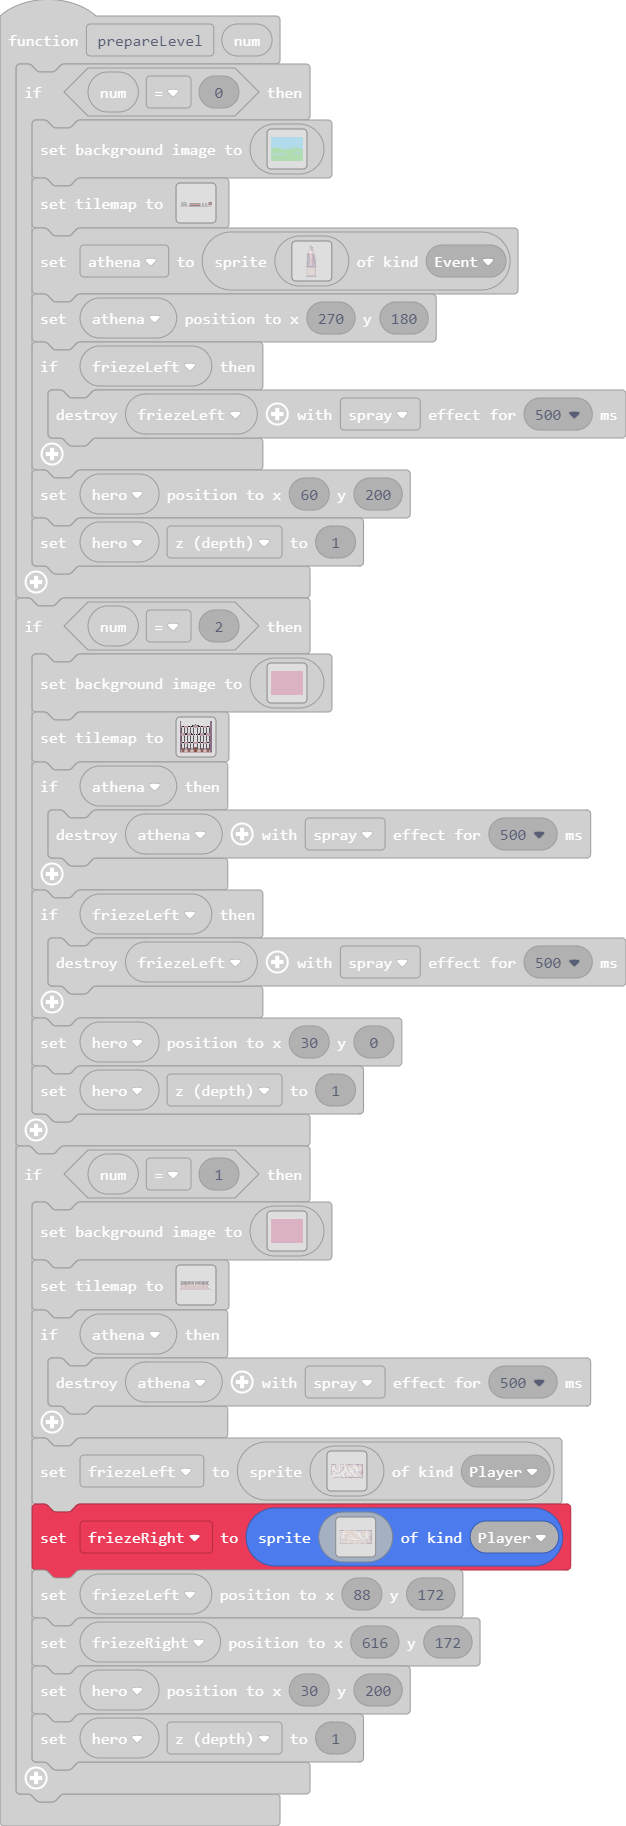 function prepareLevel num
if num = 0 then
set background image to
set tilemap to
set athena to sprite of kind Event
set athena position to x 270 y 180
if friezeLeft then
destroy friezeLeft with spray effect for 500 ms
set hero position to x 60 y 200
set hero z (depth) to 1
if num = 2 then
set background image to
set tilemap to
if athena then
destroy athena with spray effect for 500 ms
if friezeLeft then
destroy friezeLeft with spray effect for 500 ms
set hero position to x 30 y 0
set hero z (depth) to 1
if num = 1 then
set background image to
set tilemap to
if athena then
destroy athena with spray effect for 500 ms
set friezeLeft to sprite of kind Player
set friezeRight to sprite of kind Player
set friezeLeft position to x 88 y 172
set friezeRight position to x 616 y 172
set hero position to x 30 y 200
set hero z (depth) to 1